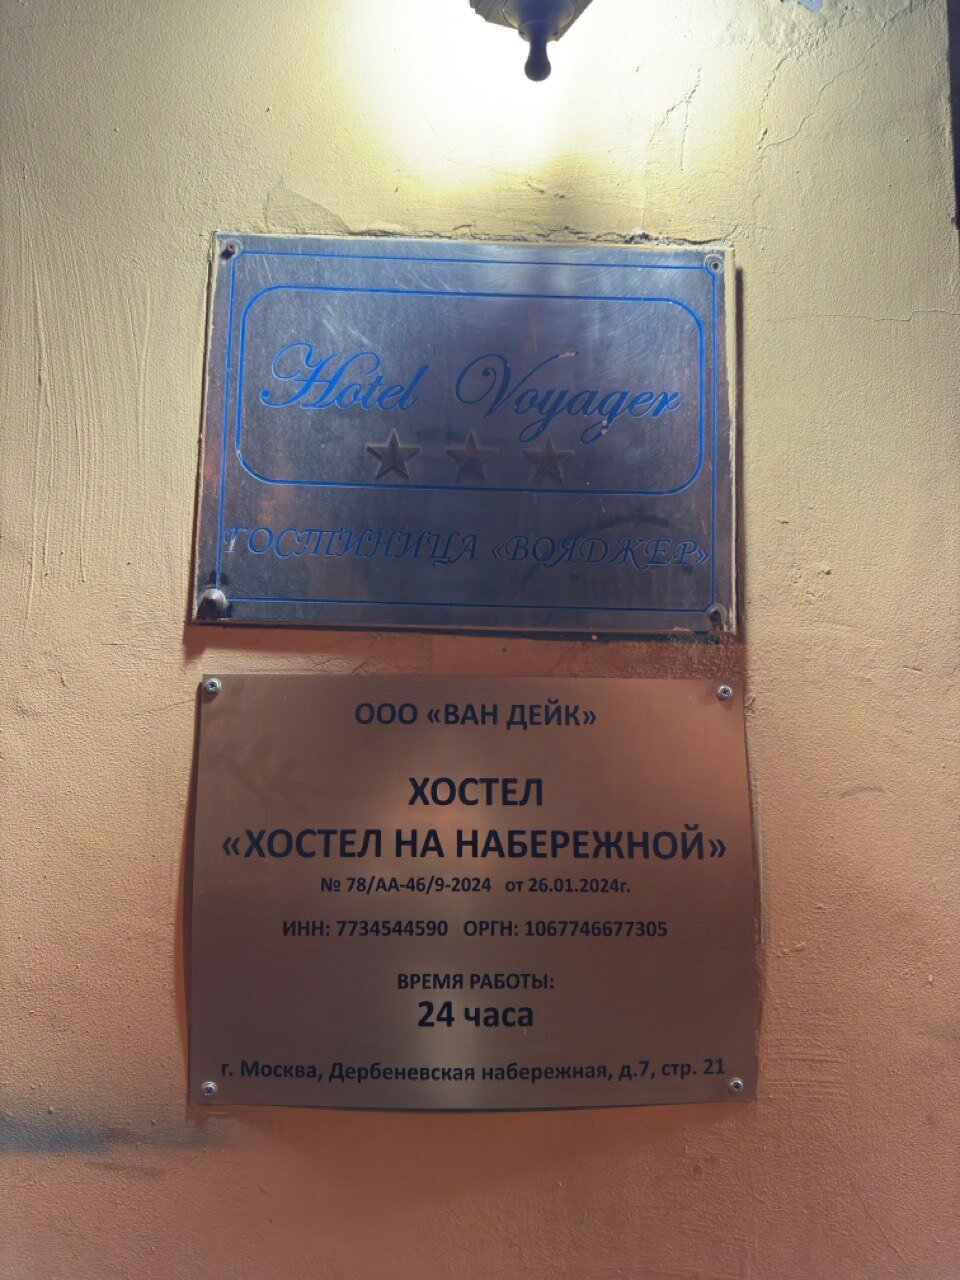 Hotel Voyager
ГОСТИНИЦА «ВОЯДЖЕР»
ООО «ВАН ДЕЙК»
ХОСТЕЛ
«ХОСТЕЛ НА НАБЕРЕЖНОЙ»
№ 78/АА-46/9-2024 от 26.01.2024г.
ИНН: 7734544590 ОРГН: 1067746677305
ВРЕМЯ РАБОТЫ:
24 часа
г. Москва, Дербеневская набережная, д.7, стр. 21